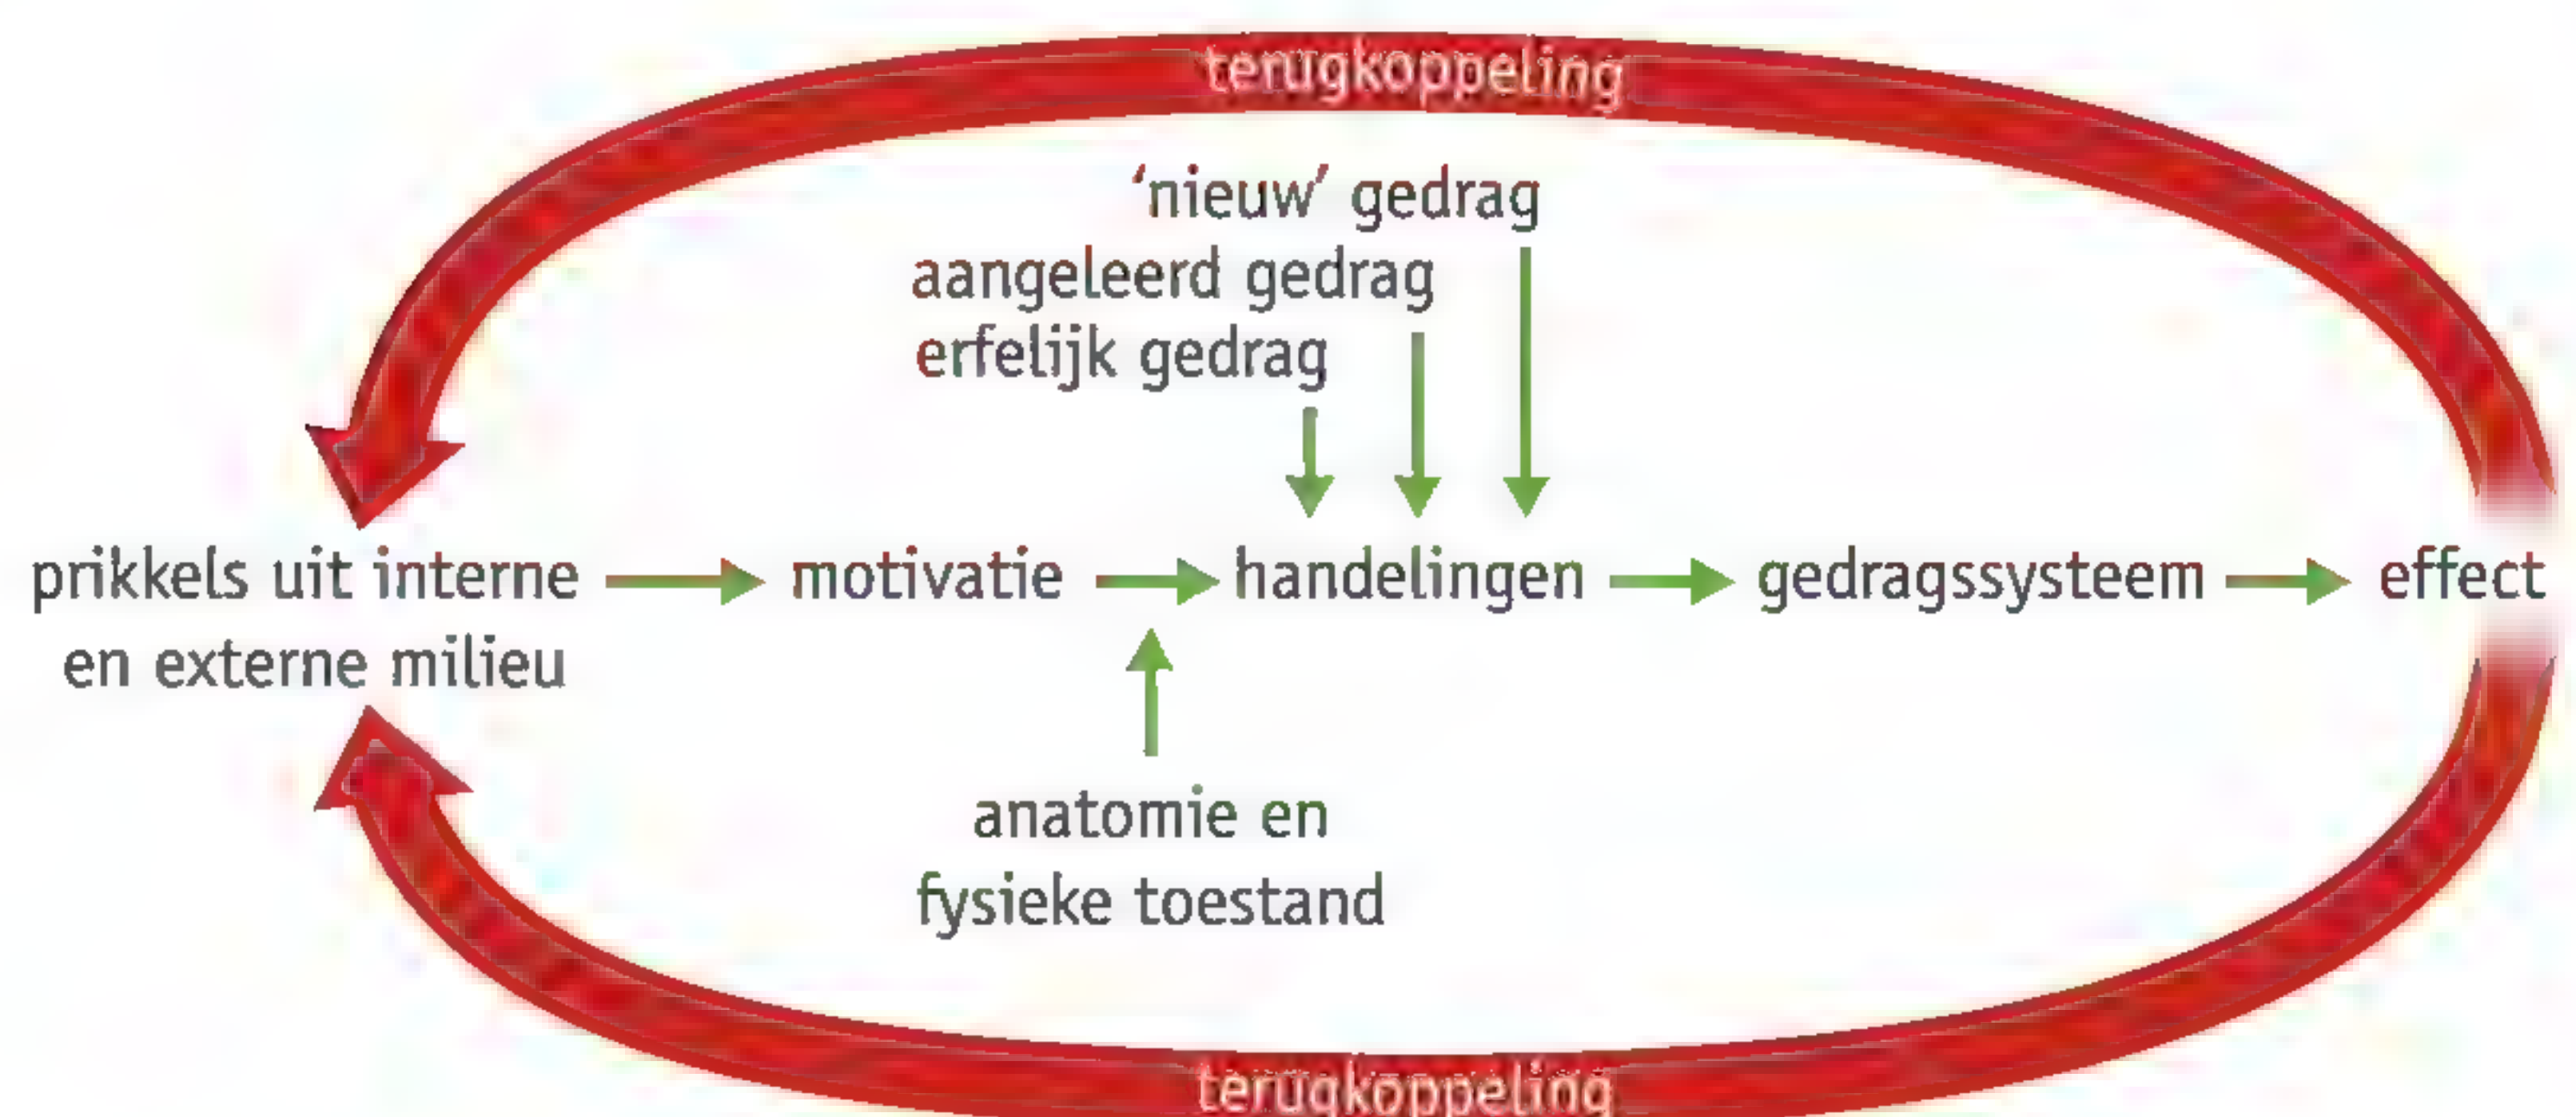 terugkoppeling
‘nieuw’ gedrag
aangeleerd gedrag
erfelijk gedrag
prikkels uit interne
en externe milieu
motivatie
handelingen
gedragssysteem
effect
anatomie en
fysieke toestand
terugkoppeling